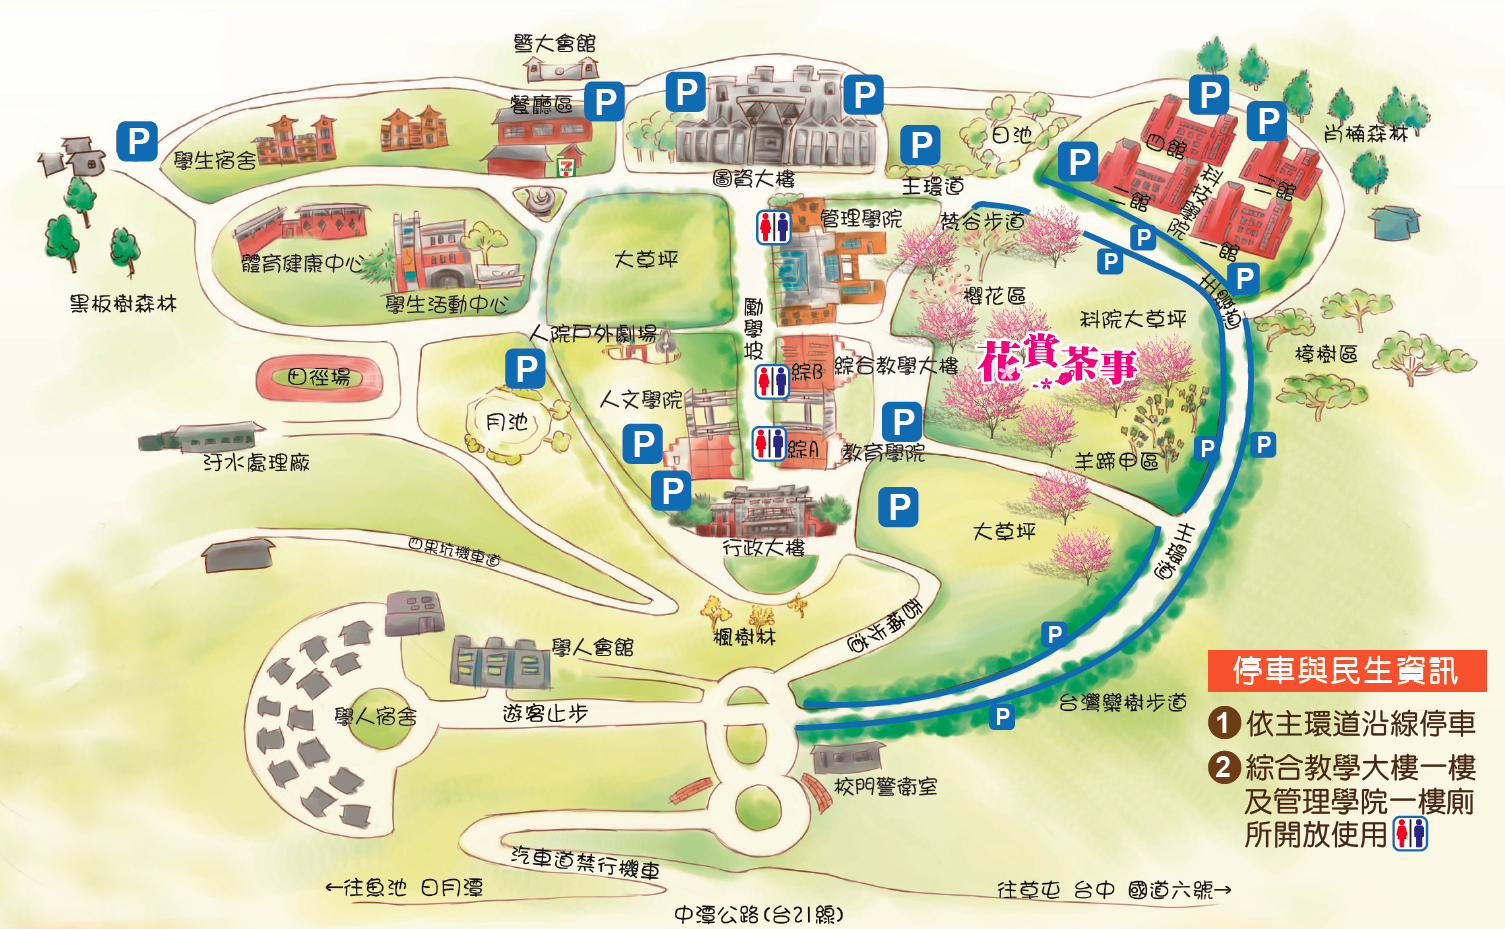 暨大會館
餐廳區
P
P
P
P
P
P
P
P
日池
肖楠森林
學生宿舍
7
圖資大樓
主環道
四館
三館
二館
一館
科技學院
管理學院
梵谷步道
P
P
P
主環道
體育健康中心
學生活動中心
大草坪
黑板樹森林
櫻花區
勵學坡
科院大草坪
人院戶外劇場
花賞茶事
樟樹區
綜合教學大樓
綜B
田徑場
P
人文學院
月池
P
P
P
P
綜A
教育學院
羊蹄甲區
汙水處理廠
P
P
大草坪
行政大樓
主環道
巴果坑機車道
楓樹林
杏樺步道
P
學人會館
停車與民生資訊
學人宿舍
遊客止步
P
台灣欒樹步道
1 依主環道沿線停車
2 綜合教學大樓一樓
及管理學院一樓廁
所開放使用
校門警衛室
汽車道禁行機車
←往魚池 日月潭
往草屯 台中 國道六號→
中潭公路(台21線)